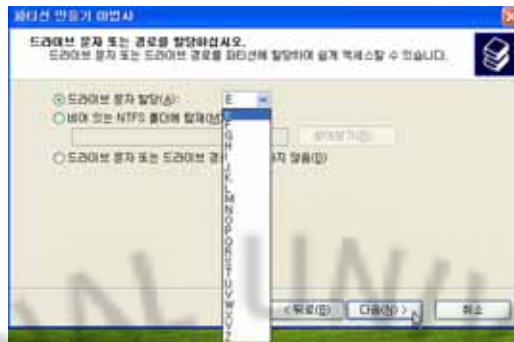 파티션 만들기 마법사
드라이브 문자 또는 경로를 할당하십시오.
드라이브 문자 또는 드라이브 경로를 파티션에 할당하여 쉽게 액세스할 수 있습니다.
드라이브 문자 할당(A):
E
비어 있는 NTFS 폴더에 탑재(M):
찾아보기(R)
드라이브 문자 또는 드라이브 경
하지 않음(D)
E
F
G
H
I
J
K
L
M
N
O
P
Q
R
S
T
U
V
W
X
Y
Z
< 뒤로(B)
다음(N) >
취소